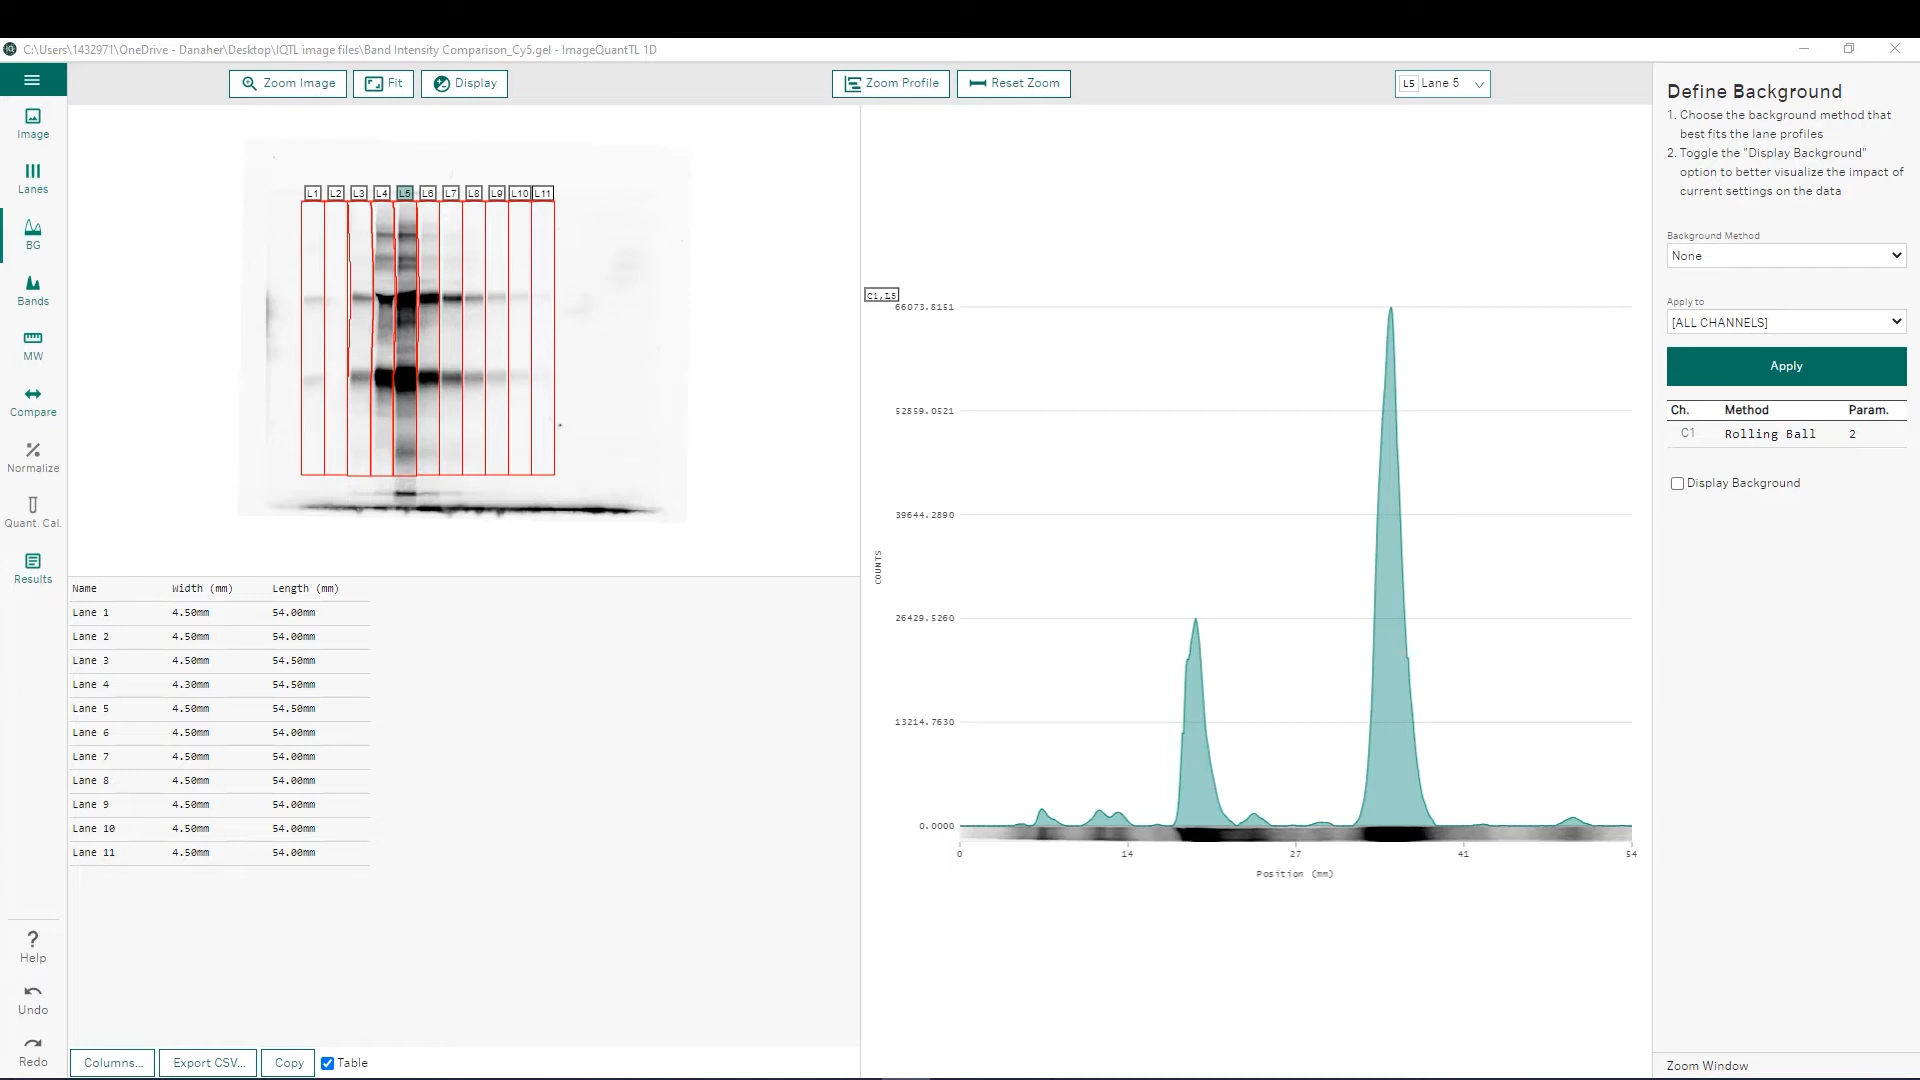 C:\Users\1432971\OneDrive - Danaher\Desktop\IQTL image files\Band Intensity Comparison_Cy5.gel - ImageQuantTL 1D
Zoom Image
Fit
Display
Zoom Profile
Reset Zoom
L5 Lane 5
Image
Lanes
BG
Bands
MW
Compare
Normalize
Quant. Cal.
Results
Help
Undo
Redo
L1 L2 L3 L4 L5 L6 L7 L8 L9 L10 L11
Name Width (mm) Length (mm)
Lane 1 4.50mm 54.00mm
Lane 2 4.50mm 54.00mm
Lane 3 4.50mm 54.50mm
Lane 4 4.30mm 54.50mm
Lane 5 4.50mm 54.50mm
Lane 6 4.50mm 54.00mm
Lane 7 4.50mm 54.00mm
Lane 8 4.50mm 54.00mm
Lane 9 4.50mm 54.00mm
Lane 10 4.50mm 54.00mm
Lane 11 4.50mm 54.00mm
Columns...
Export CSV...
Copy
Table
C1,L5
66073.8151
52859.0521
39644.2890
26429.5260
13214.7630
0.0000
COUNTS
0 14 27 41 54
Position (mm)
Define Background
1. Choose the background method that
best fits the lane profiles
2. Toggle the "Display Background"
option to better visualize the impact of
current settings on the data
Background Method
None
Apply to
[ALL CHANNELS]
Apply
Ch. Method Param.
C1 Rolling Ball 2
Display Background
Zoom Window